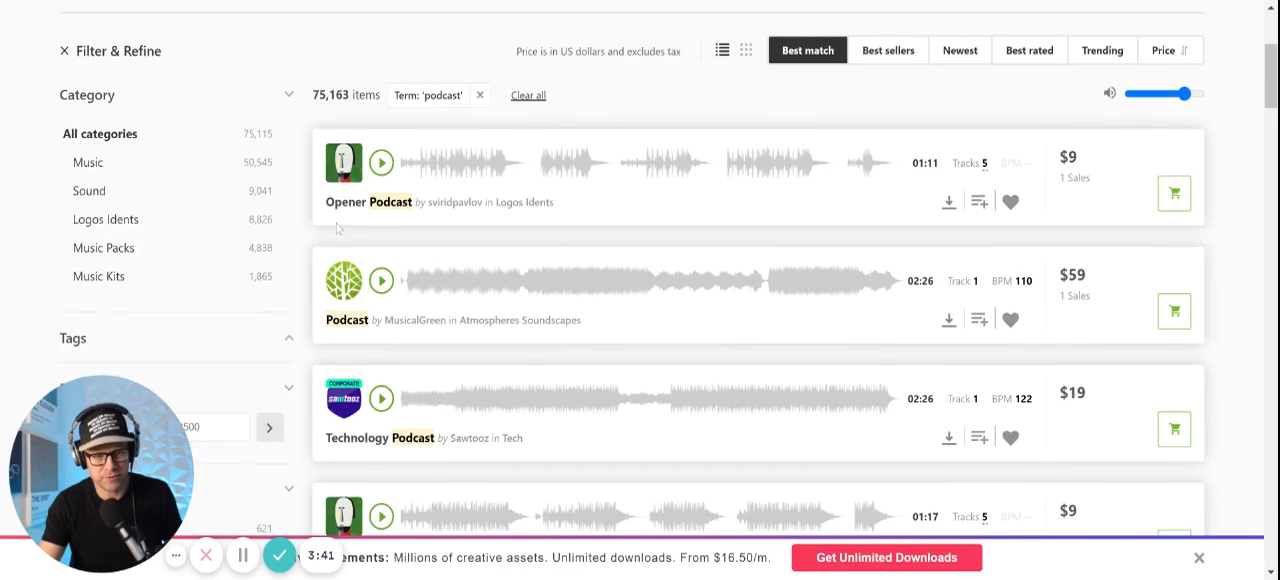 Filter & Refine
Price is in US dollars and excludes tax
Best match
Best sellers
Newest
Best rated
Trending
Price
Category
75,163 items
Term: 'podcast'
Clear all
All categories 75,115
Music 50,545
Sound 9,041
Logos Idents 8,826
Music Packs 4,838
Music Kits 1,865
Tags
01:11 Tracks 5 BPM -- $9
1 Sales
Opener Podcast by sviridpavlov in Logos Idents
02:26 Track 1 BPM 110 $59
1 Sales
Podcast by MusicalGreen in Atmospheres Soundscapes
CORPORATE
sawtooz
02:26 Track 1 BPM 122 $19
Technology Podcast by Sawtooz in Tech
01:17 Tracks 5 BPM -- $9
621
3:41
ements: Millions of creative assets. Unlimited downloads. From $16.50/m.
Get Unlimited Downloads